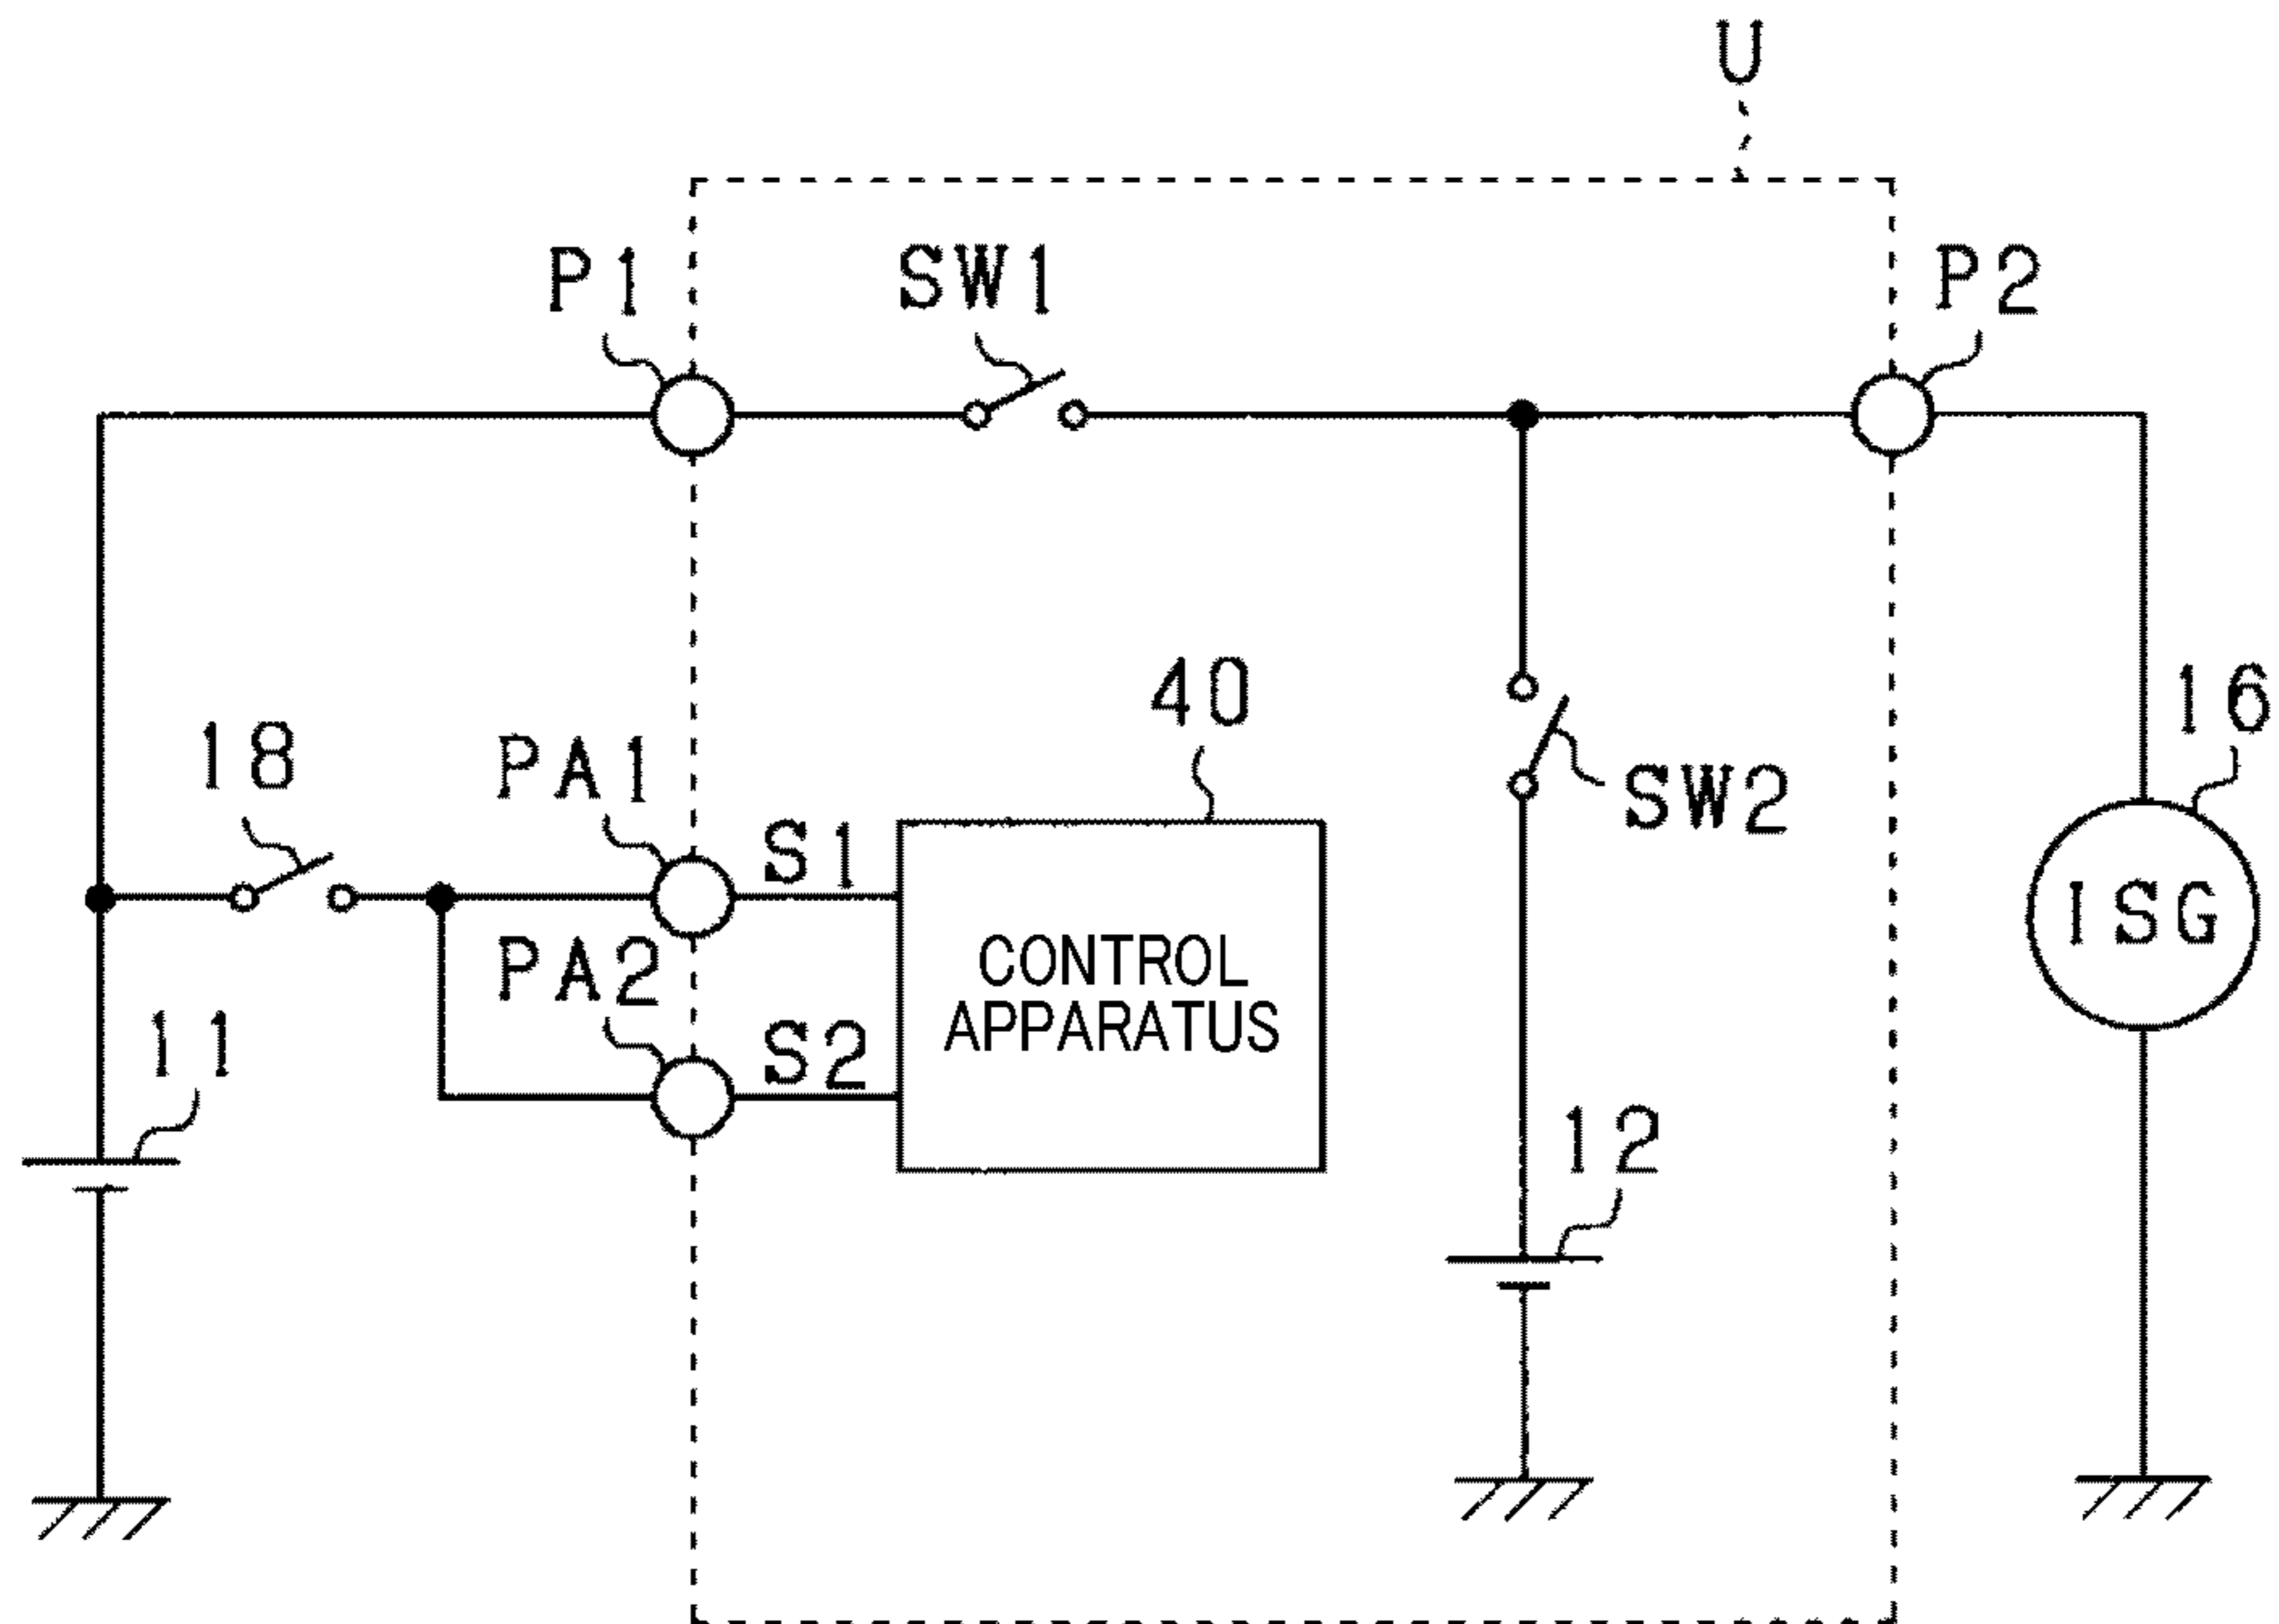 U
P1
SW1
P2
40
16
18
PA1
SW2
S1
ISG
PA2
CONTROL
APPARATUS
11
S2
12